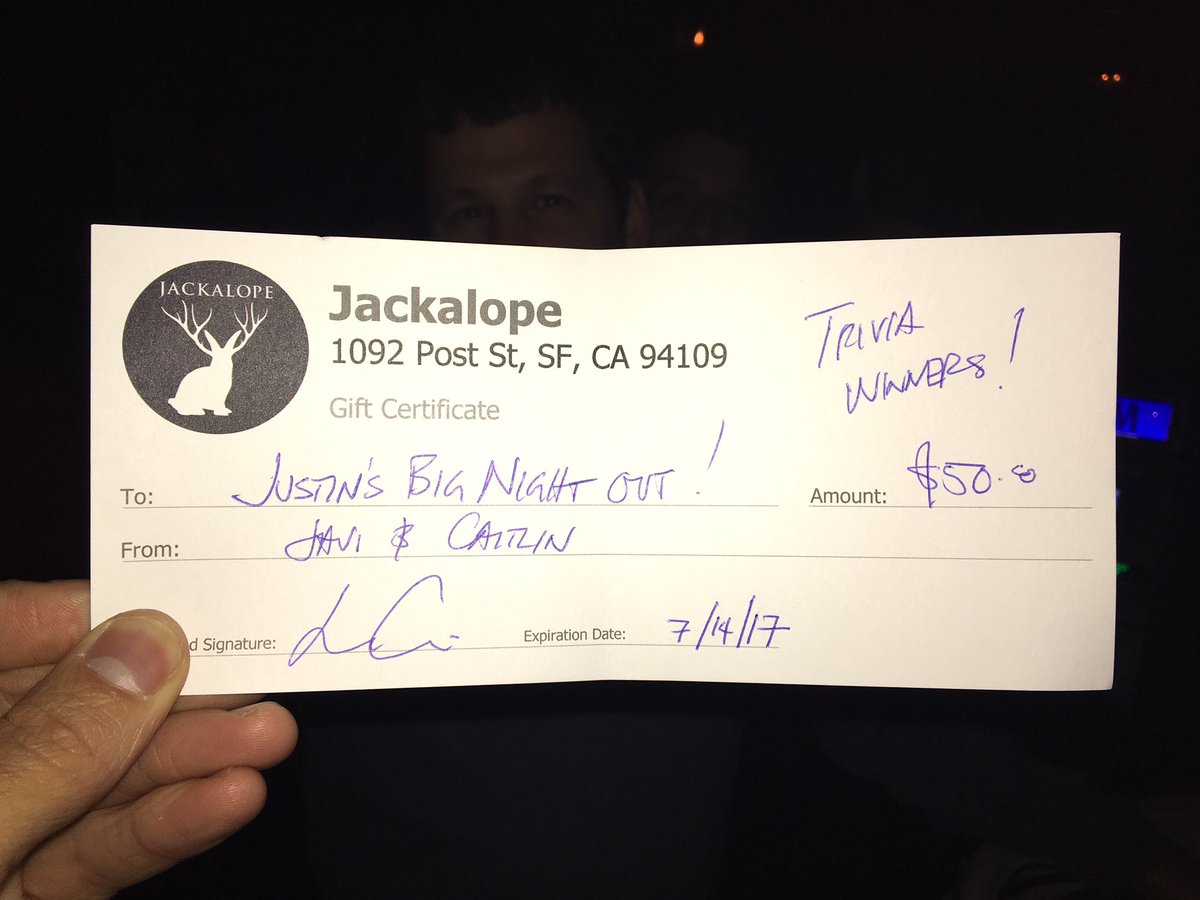 JACKALOPE
Jackalope
1092 Post St, SF, CA 94109
Gift Certificate
TRIVIA
WINNERS!
To: JUSTIN'S BIG NIGHT OUT!
Amount: $50.00
From: JAVI & CAITLIN
d Signature:
Expiration Date: 7/14/17